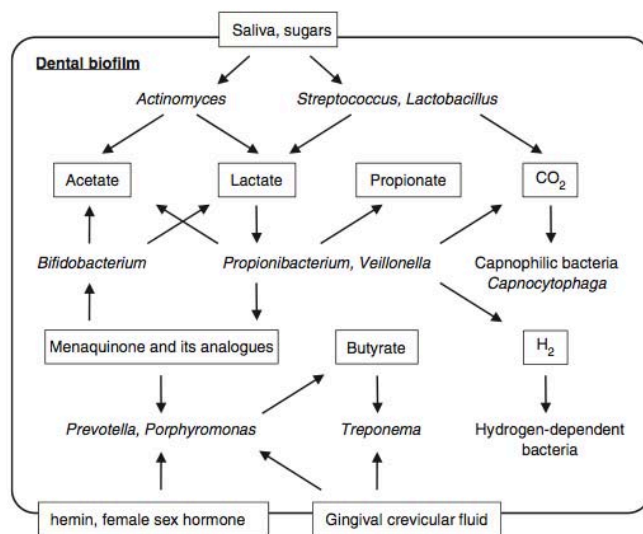 Saliva, sugars
Dental biofilm
Actinomyces
Streptococcus, Lactobacillus
Acetate
Lactate
Propionate
CO₂
Bifidobacterium
Propionibacterium, Veillonella
Capnophilic bacteria
Capnocytophaga
Menaquinone and its analogues
Butyrate
H₂
Prevotella, Porphyromonas
Treponema
Hydrogen-dependent
bacteria
hemin, female sex hormone
Gingival crevicular fluid